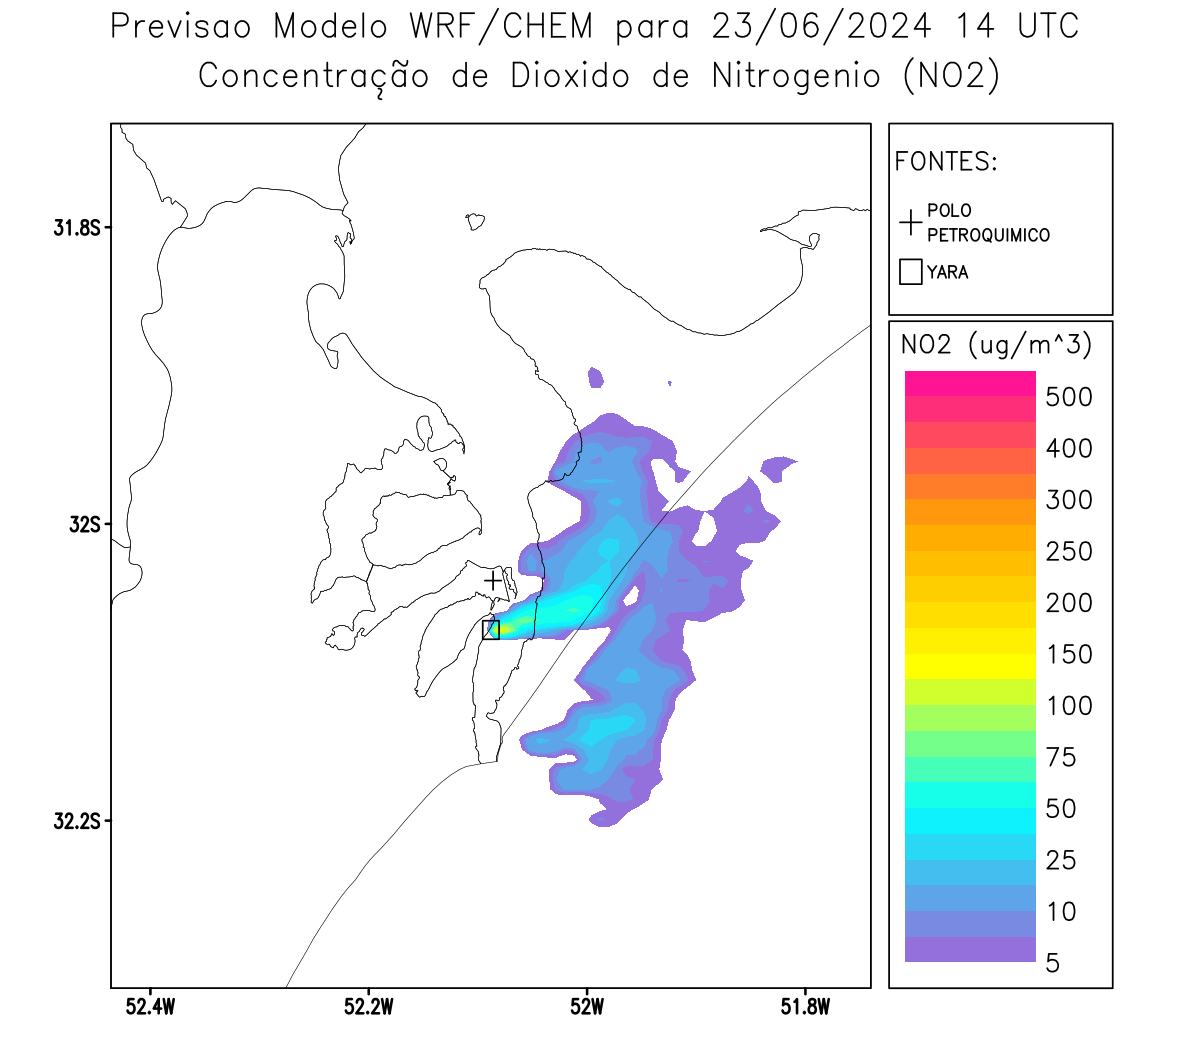 Previsao Modelo WRF/CHEM para 23/06/2024 14 UTC
Concentração de Dioxido de Nitrogenio (NO2)
FONTES:
POLO
PETROQUIMICO
YARA
31.8S
32S
32.2S
52.4W
52.2W
52W
51.8W
NO2 (ug/m^3)
500
400
300
250
200
150
100
75
50
25
10
5